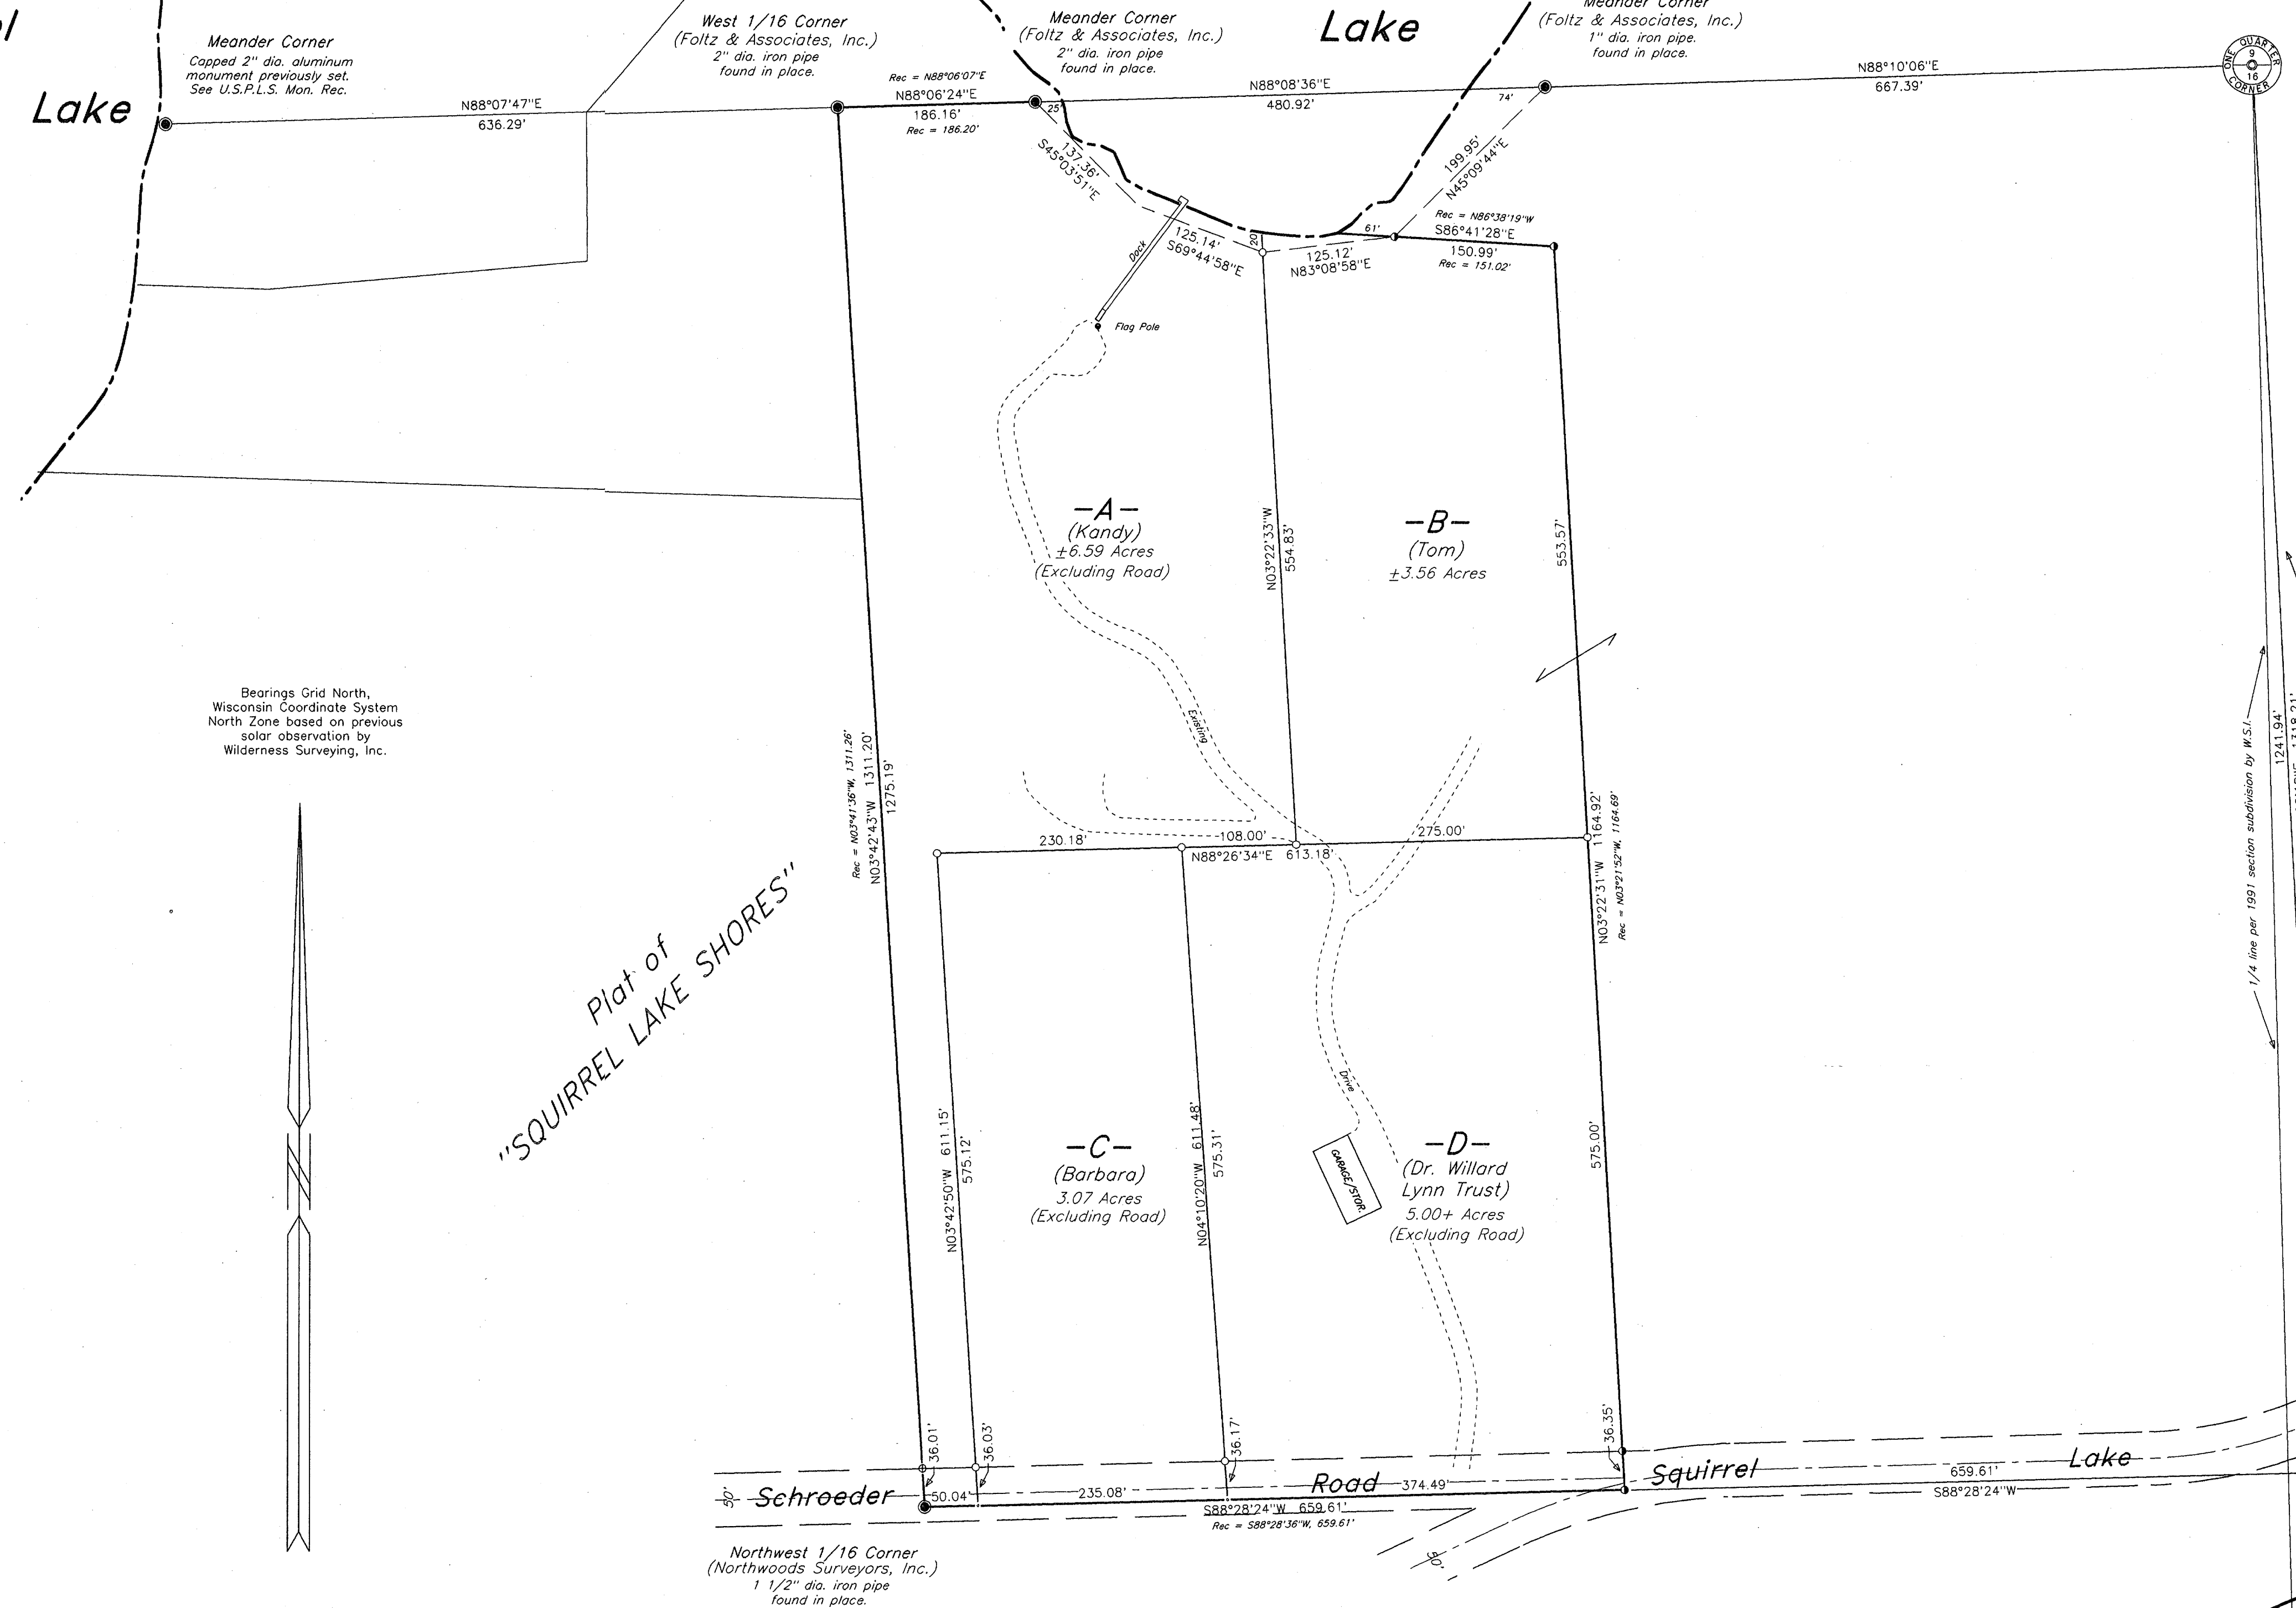 Lake
Meander Corner
Capped 2" dia. aluminum
monument previously set.
See U.S.P.L.S. Mon. Rec.
West 1/16 Corner
(Foltz & Associates, Inc.)
2" dia. iron pipe
found in place.
Meander Corner
(Foltz & Associates, Inc.)
2" dia. iron pipe
found in place.
Lake
Meander Corner
(Foltz & Associates, Inc.)
1" dia. iron pipe.
found in place.
ONE QUARTER
9
16
CORNER
N88°07'47"E
636.29'
Rec = N88°06'07"E
N88°06'24"E
186.16'
Rec = 186.20'
25'
N88°08'36"E
480.92'
74'
N88°10'06"E
667.39'
137.36'
S45°03'51"E
199.95'
N45°09'44"E
Dock
125.14'
S69°44'58"E
20'
125.12'
N83°08'58"E
61'
Rec = N86°38'19"W
S86°41'28"E
150.99'
Rec = 151.02'
Flag Pole
-A-
(Kandy)
±6.59 Acres
(Excluding Road)
N03°22'33"W
554.83'
-B-
(Tom)
±3.56 Acres
553.57'
Bearings Grid North,
Wisconsin Coordinate System
North Zone based on previous
solar observation by
Wilderness Surveying, Inc.
Existing
Rec = N03°41'36"W, 1311.26'
N03°42'43"W 1311.20'
1275.19'
230.18'
108.00'
275.00'
N88°26'34"E 613.18'
N03°22'31"W 1164.92'
Rec = N03°21'52"W, 1164.69'
1/4 line per 1991 section subdivision by W.S.I.
1241.94'
1318.21'
Plat of
"SQUIRREL LAKE SHORES"
Drive
N03°42'50"W 611.15'
575.12'
-C-
(Barbara)
3.07 Acres
(Excluding Road)
N04°10'20"W 611.48'
575.31'
GARAGE/STOR.
-D-
(Dr. Willard
Lynn Trust)
5.00+ Acres
(Excluding Road)
575.00'
36.01'
36.03'
36.17'
36.35'
50'
Schroeder
50.04'
235.08'
Road
374.49'
Squirrel
659.61'
Lake
S88°28'24"W 659.61'
Rec = S88°28'36"W, 659.61'
S88°28'24"W
50'
Northwest 1/16 Corner
(Northwoods Surveyors, Inc.)
1 1/2" dia. iron pipe
found in place.